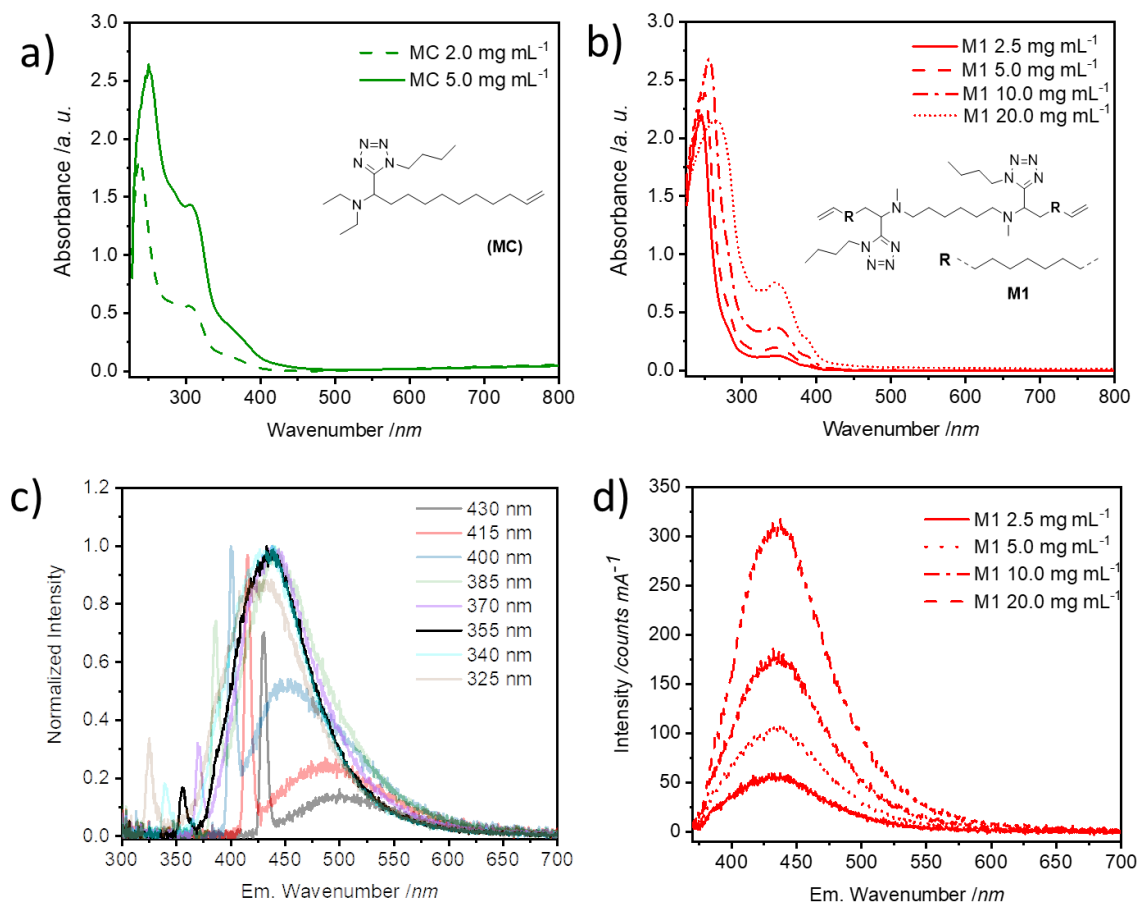 a)
3.0
2.5
2.0
1.5
1.0
0.5
0.0
Absorbance /a. u.
MC 2.0 mg mL⁻¹
MC 5.0 mg mL⁻¹
N=N
N
N
N
(MC)
300 400 500 600 700 800
Wavenumber /nm
b)
3.0
2.5
2.0
1.5
1.0
0.5
0.0
Absorbance /a. u.
M1 2.5 mg mL⁻¹
M1 5.0 mg mL⁻¹
M1 10.0 mg mL⁻¹
M1 20.0 mg mL⁻¹
N=N
N
N
N
N
R
R
N
N
N
N=N
R
M1
300 400 500 600 700 800
Wavenumber /nm
c)
1.2
1.0
0.8
0.6
0.4
0.2
0.0
Normalized Intensity
430 nm
415 nm
400 nm
385 nm
370 nm
355 nm
340 nm
325 nm
300 350 400 450 500 550 600 650 700
Em. Wavenumber /nm
d)
350
300
250
200
150
100
50
0
Intensity /counts mA⁻¹
M1 2.5 mg mL⁻¹
M1 5.0 mg mL⁻¹
M1 10.0 mg mL⁻¹
M1 20.0 mg mL⁻¹
400 450 500 550 600 650 700
Em. Wavenumber /nm